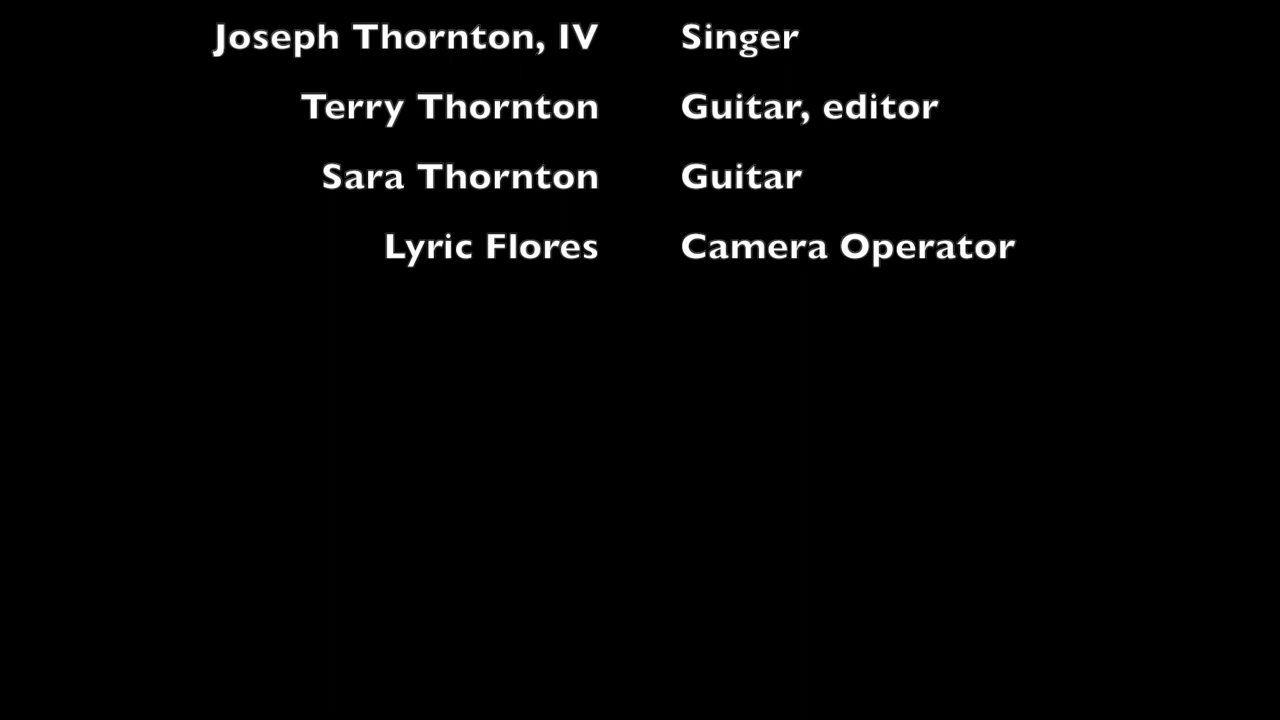 Joseph Thornton, IV Singer
Terry Thornton Guitar, editor
Sara Thornton Guitar
Lyric Flores Camera Operator